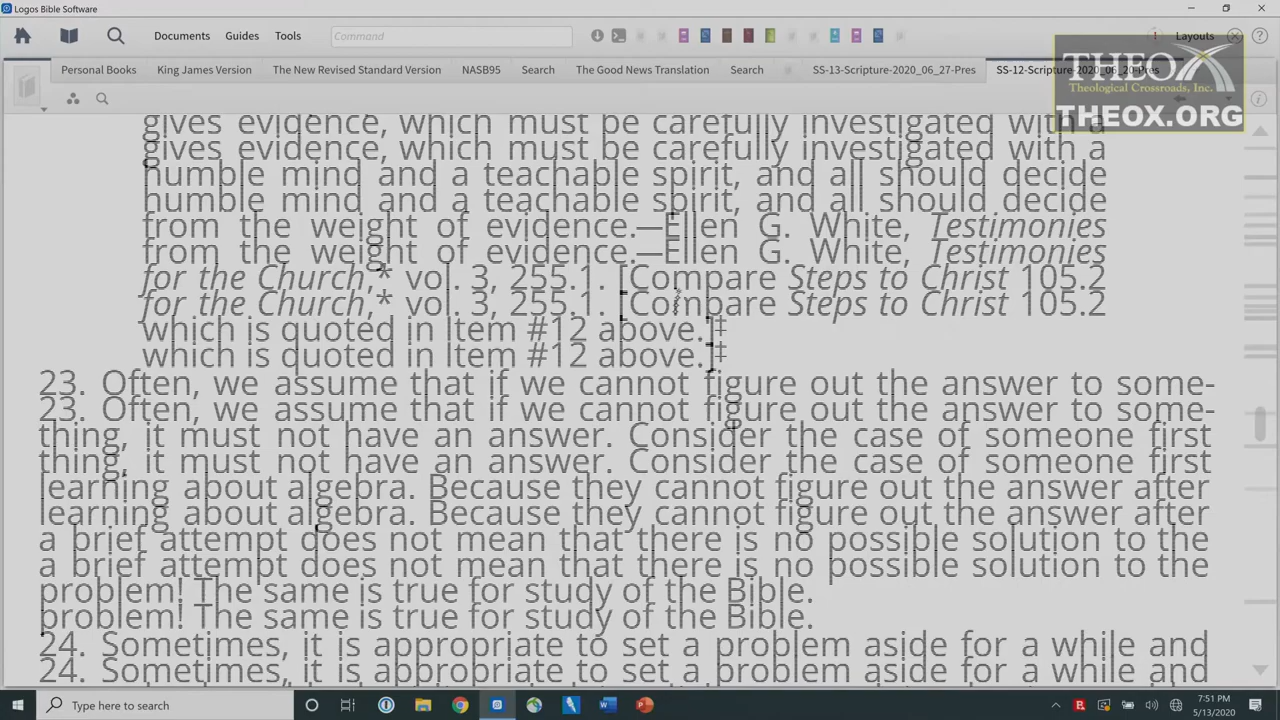 Logos Bible Software
Documents Guides Tools Command Layouts
Personal Books King James Version The New Revised Standard NASB95 Search The Good News Translation Search SS-13-Scripture-2020_06_27-Pres SS-12-Scripture-2020_06_20-Pres
THEOX
Theological Crossroads, Inc.
THEOX.ORG
gives evidence, which must be carefully investigated with a
gives evidence, which must be carefully investigated with a
humble mind and a teachable spirit, and all should decide
humble mind and a teachable spirit, and all should decide
from the weight of evidence.—Ellen G. White, Testimonies
from the weight of evidence.—Ellen G. White, Testimonies
for the Church,* vol. 3, 255.1. [Compare Steps to Christ 105.2
for the Church,* vol. 3, 255.1. [Compare Steps to Christ 105.2
which is quoted in Item #12 above.]‡
which is quoted in Item #12 above.]‡
23. Often, we assume that if we cannot figure out the answer to some-
23. Often, we assume that if we cannot figure out the answer to some-
thing, it must not have an answer. Consider the case of someone first
thing, it must not have an answer. Consider the case of someone first
learning about algebra. Because they cannot figure out the answer after
learning about algebra. Because they cannot figure out the answer after
a brief attempt does not mean that there is no possible solution to the
a brief attempt does not mean that there is no possible solution to the
problem! The same is true for study of the Bible.
problem! The same is true for study of the Bible.
24. Sometimes, it is appropriate to set a problem aside for a while and
24. Sometimes, it is appropriate to set a problem aside for a while and
Type here to search
7:51 PM
5/13/2020